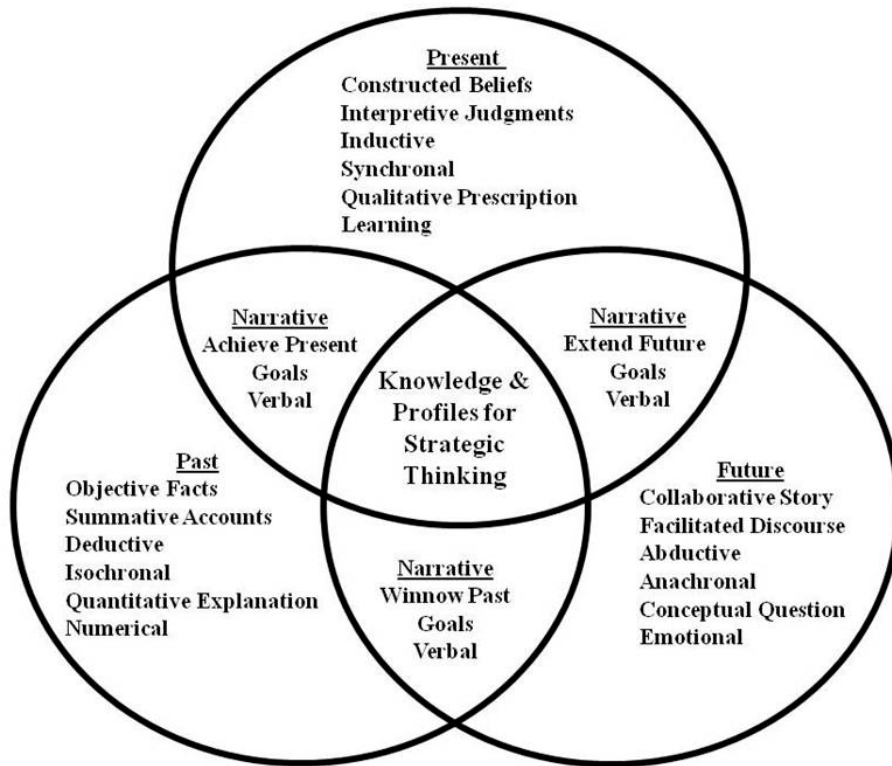 Present
Constructed Beliefs
Interpretive Judgments
Inductive
Synchronal
Qualitative Prescription
Learning
Narrative
Achieve Present
Goals
Verbal
Narrative
Extend Future
Goals
Verbal
Knowledge &
Profiles for
Strategic
Thinking
Past
Objective Facts
Summative Accounts
Deductive
Isochronal
Quantitative Explanation
Numerical
Future
Collaborative Story
Facilitated Discourse
Abductive
Anachronal
Conceptual Question
Emotional
Narrative
Winnow Past
Goals
Verbal